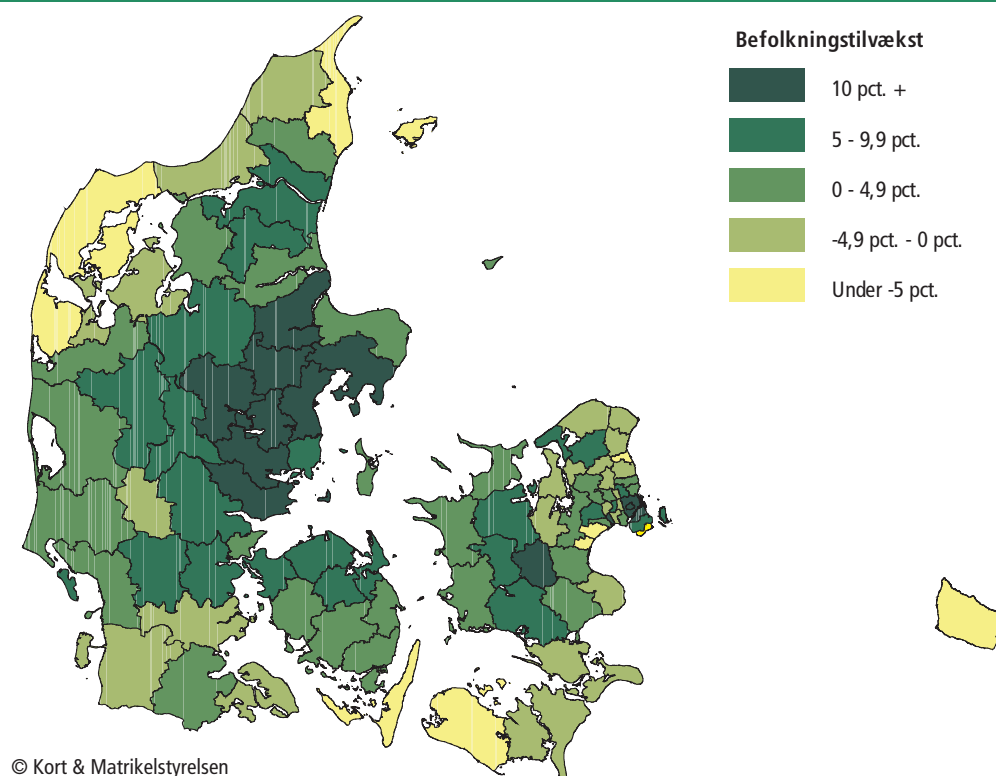 Befolkningstilvækst
10 pct. +
5 - 9,9 pct.
0 - 4,9 pct.
-4,9 pct. - 0 pct.
Under -5 pct.
© Kort & Matrikelstyrelsen